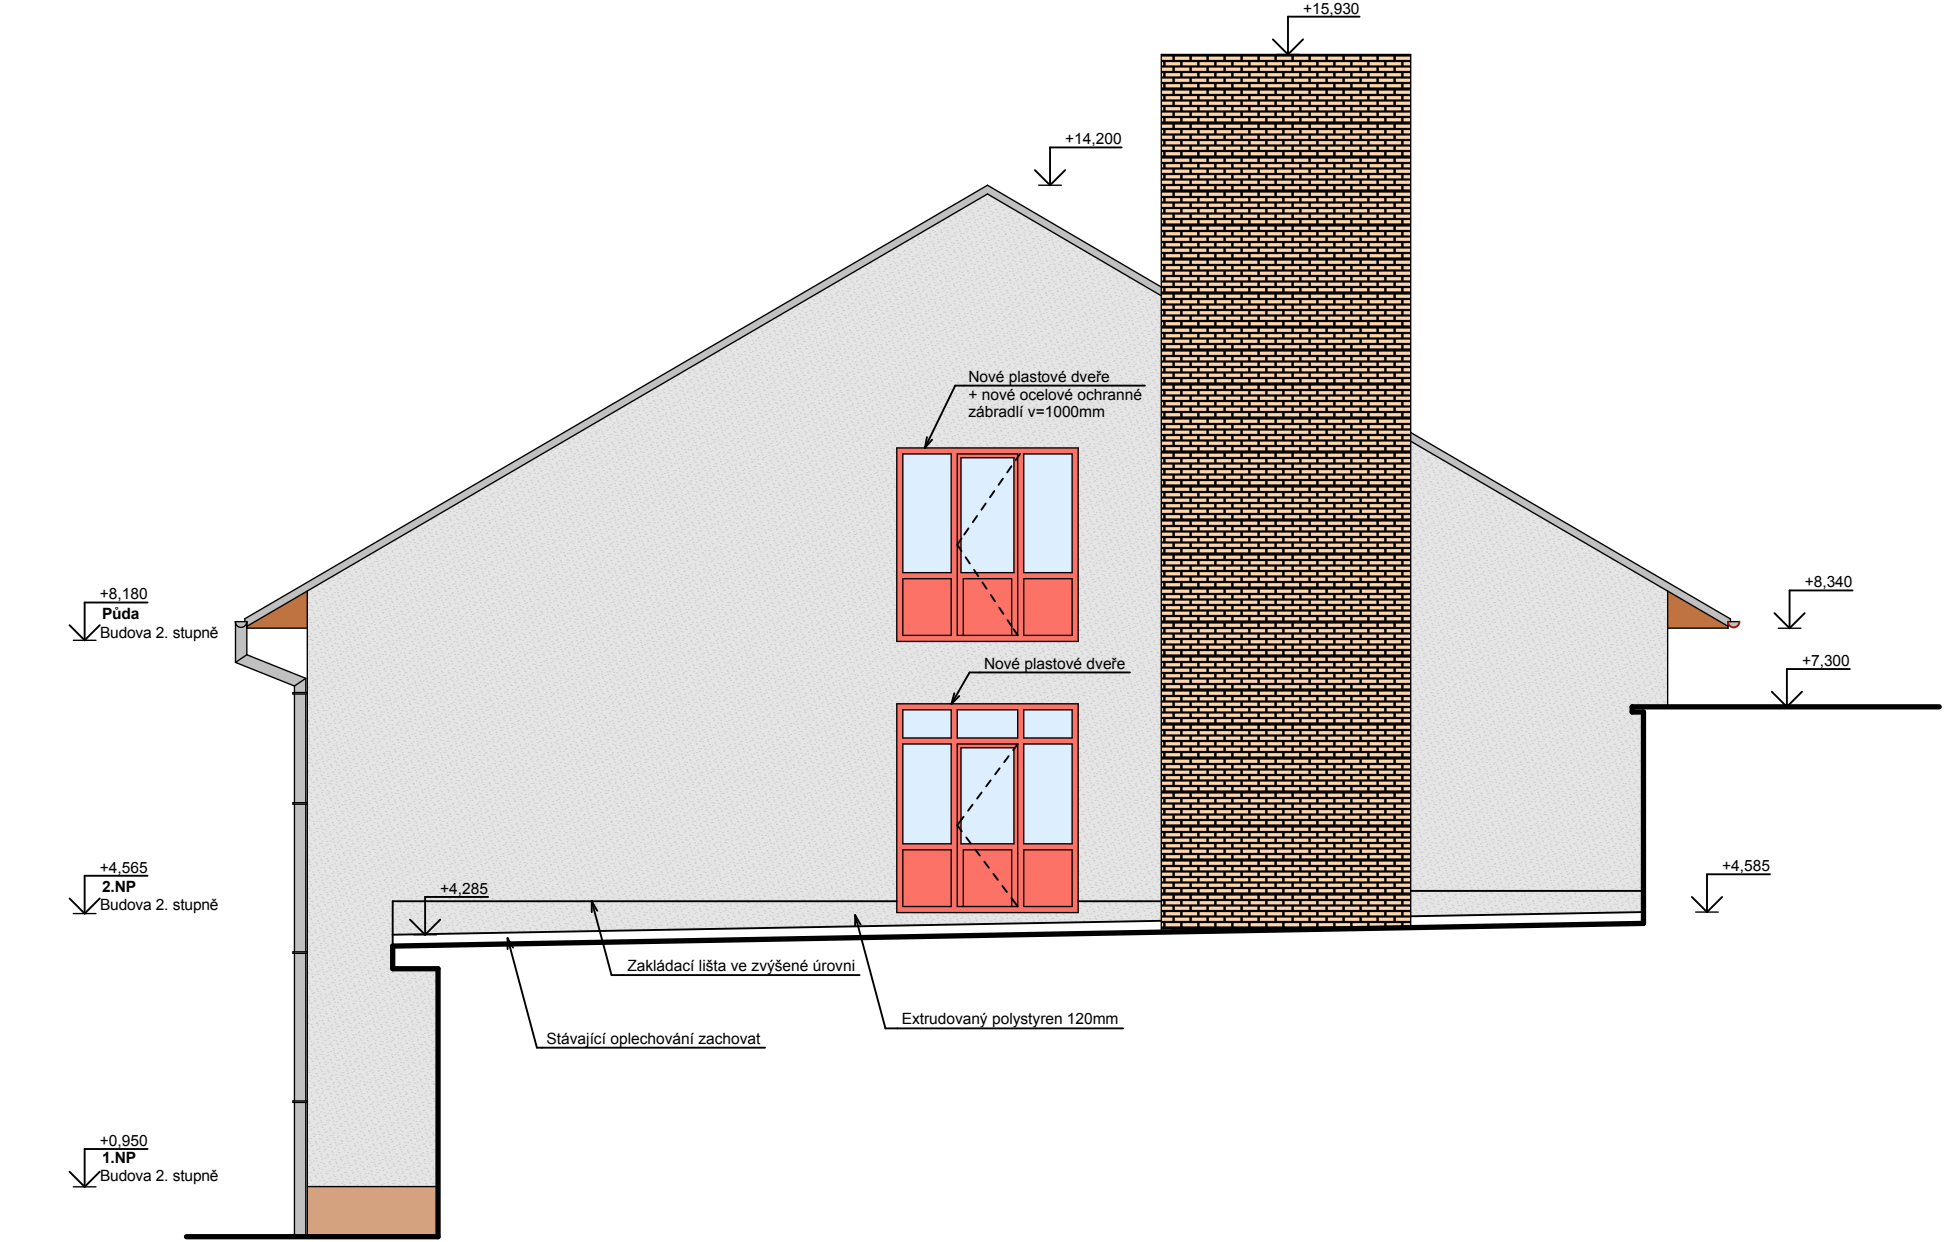 +15,930
+14,200
Nové plastové dveře
+ nové ocelové ochranné
zábradlí v=1000mm
+8,180
Půda
Budova 2. stupně
+8,340
Nové plastové dveře
+7,300
+4,565
2.NP
Budova 2. stupně
+4,285
+4,585
Zakládací lišta ve zvýšené úrovni
Extrudovaný polystyren 120mm
Stávající oplechování zachovat
+0,950
1.NP
Budova 2. stupně